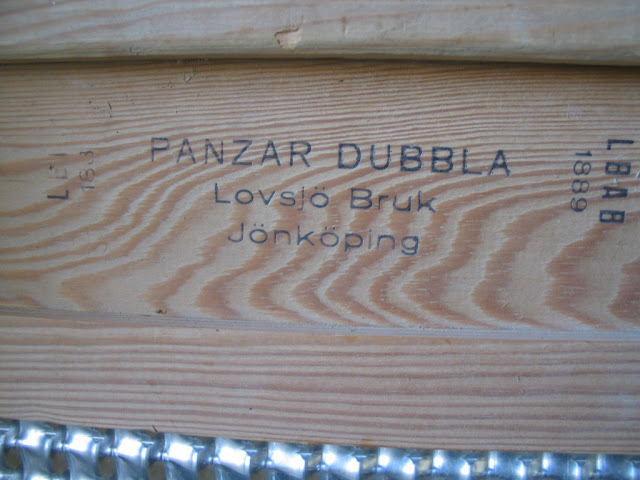 PANZAR DUBBLA
Lovsjö Bruk
Jönköping
LBAB
1889